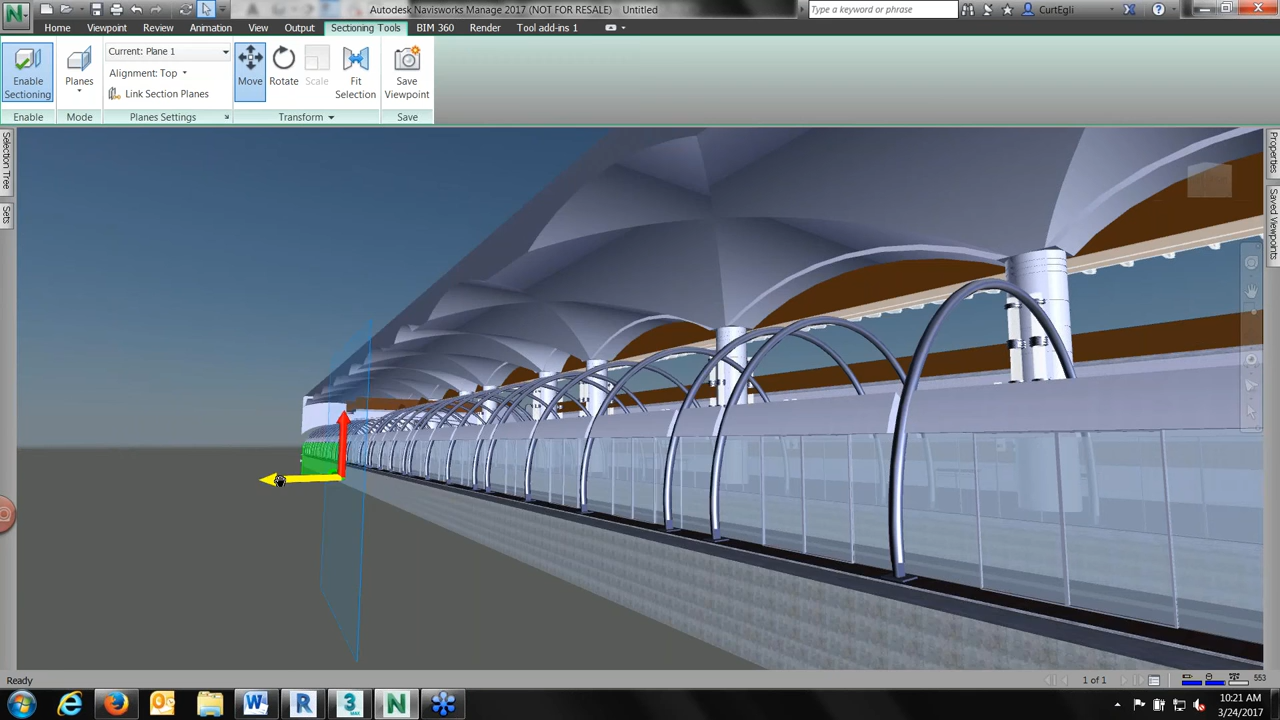 Autodesk Navisworks Manage 2017 (NOT FOR RESALE) Untitled
Type a keyword or phrase
CurtEgli
Home Viewpoint Review Animation View Output Sectioning Tools BIM 360 Render Tool add-ins 1
Enable Sectioning
Planes
Current: Plane 1
Alignment: Top
Link Section Planes
Move
Rotate
Scale
Fit Selection
Save Viewpoint
Enable Mode Planes Settings Transform Save
Selection Tree
Sets
Properties
Saved Viewpoints
Ready
1 of 1
553
10:21 AM
3/24/2017